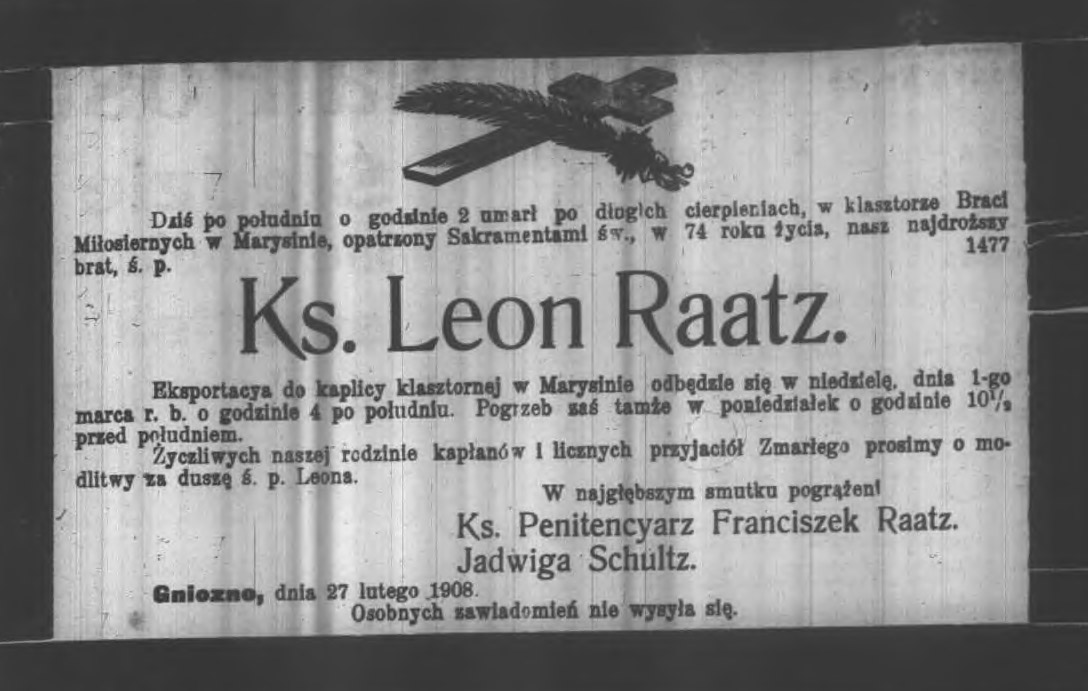 Dziś po południu o godzinie 2 umarł po długich cierpieniach, w klasztorze Braci
Miłosiernych w Marysinie, opatrzony Sakramentami św., w 74 roku życia, nasz najdroższy
brat, ś. p. 1477
Ks. Leon Raatz.
Eksportacya do kaplicy klasztornej w Marysinie odbędzie się w niedzielę, dnia 1-go
marca r. b. o godzinie 4 po południu. Pogrzeb zaś tamże w poniedziałek o godzinie 10½
przed południem.
Życzliwych naszej rodzinie kapłanów i licznych przyjaciół Zmarłego prosimy o mo-
dlitwy za duszę ś. p. Leona.
W najgłębszym smutku pogrążeni
Ks. Penitencyarz Franciszek Raatz.
Jadwiga Schultz.
Gniezno, dnia 27 lutego 1908.
Osobnych zawiadomień nie wysyła się.